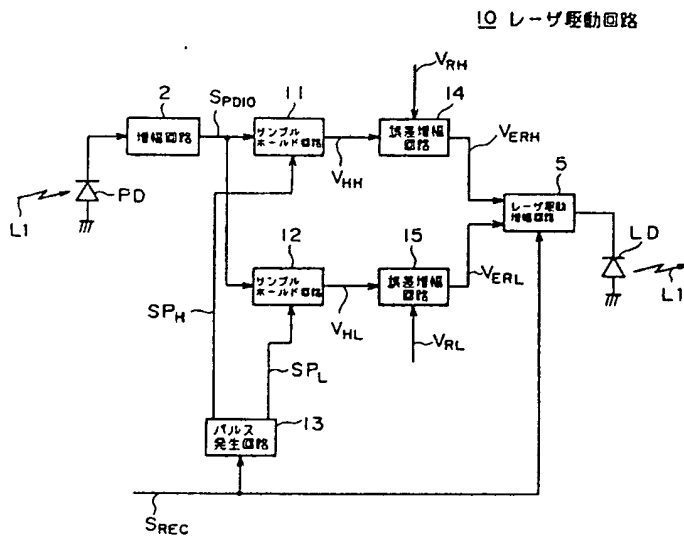 10 レーザ駆動回路
VRH
2
SPD10
11
14
増幅回路
サンプル
ホールド回路
誤差増幅
回路
VERH
VHH
PD
L1
5
レーザ駆動
増幅回路
12
15
LD
サンプル
ホールド回路
誤差増幅
回路
VERL
L1
SPH
VHL
VRL
SPL
パルス
発生回路
13
SREC